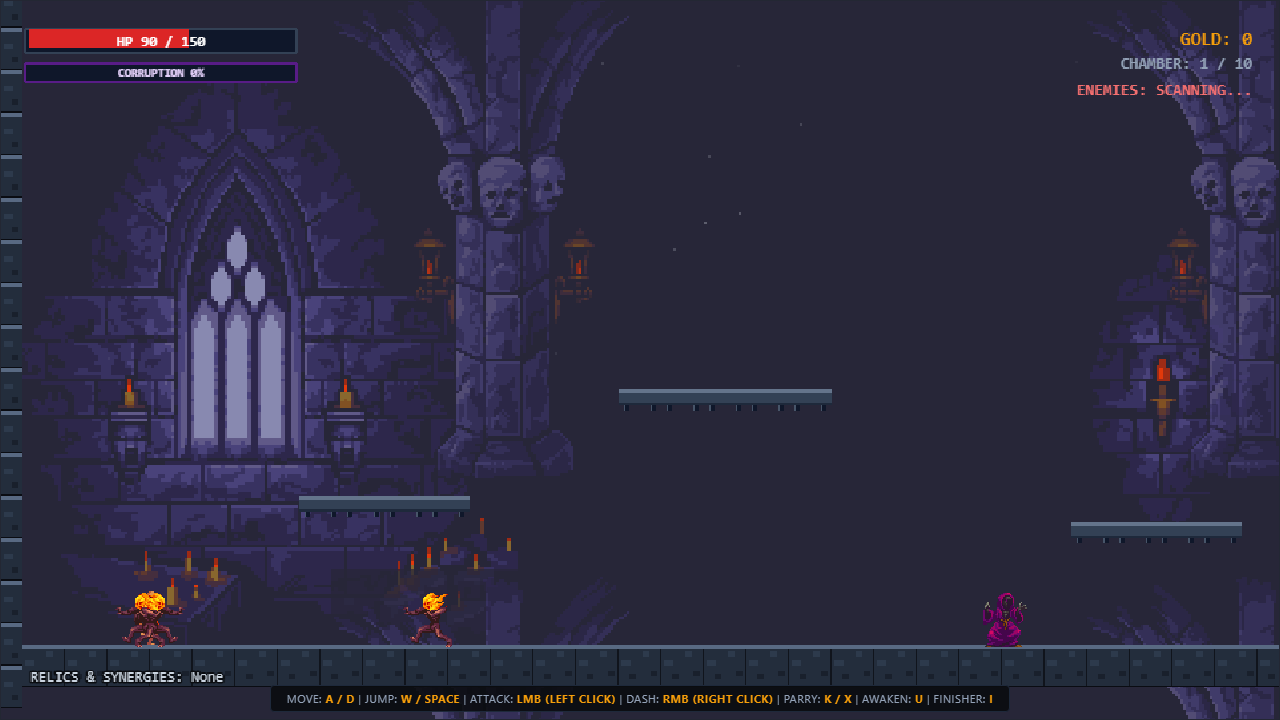 HP 90 / 150
CORRUPTION 0%
GOLD: 0
CHAMBER: 1 / 10
ENEMIES: SCANNING...
RELICS & SYNERGIES: None
MOVE: A / D | JUMP: W / SPACE | ATTACK: LMB (LEFT CLICK) | DASH: RMB (RIGHT CLICK) | PARRY: K / X | AWAKEN: U | FINISHER: I